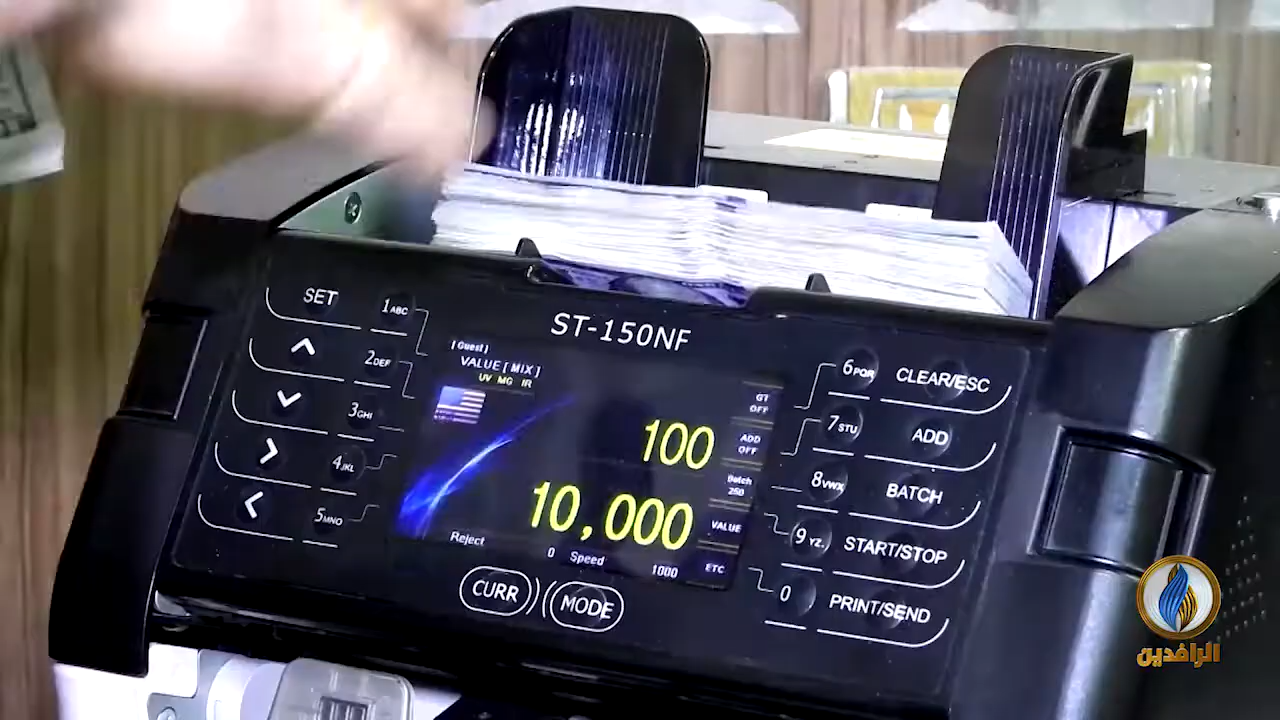 ST-150NF
SET
1ABC
2DEF
3GHI
4JKL
5MNO
[ Guest ]
VALUE [ MIX ]
UV MG IR
100
10,000
GT
OFF
ADD
OFF
Batch
250
VALUE
ETC
Reject 0 Speed 1000
CURR
MODE
6PQR
CLEAR/ESC
7STU
ADD
8VWX
BATCH
9YZ.
START/STOP
0
PRINT/SEND
الرافدين